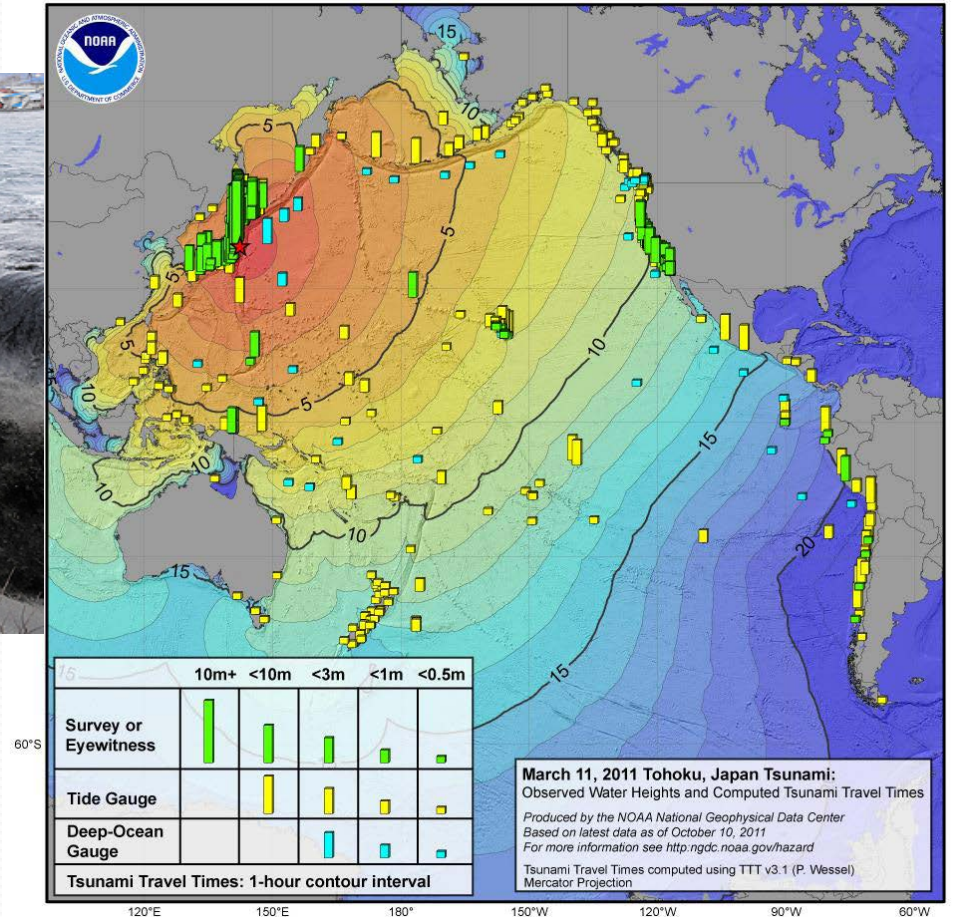 NATIONAL OCEANIC AND ATMOSPHERIC ADMINISTRATION
NOAA
U.S. DEPARTMENT OF COMMERCE
15
10
5
5
10
5
5
5
10
10
10
10
15
15
20
15
15
10m+ <10m <3m <1m <0.5m
Survey or
Eyewitness
Tide Gauge
Deep-Ocean
Gauge
Tsunami Travel Times: 1-hour contour interval
60°S
March 11, 2011 Tohoku, Japan Tsunami:
Observed Water Heights and Computed Tsunami Travel Times
Produced by the NOAA National Geophysical Data Center
Based on latest data as of October 10, 2011
For more information see http:ngdc.noaa.gov/hazard
Tsunami Travel Times computed using TTT v3.1 (P. Wessel)
Mercator Projection
120°E 150°E 180° 150°W 120°W 90°W 60°W